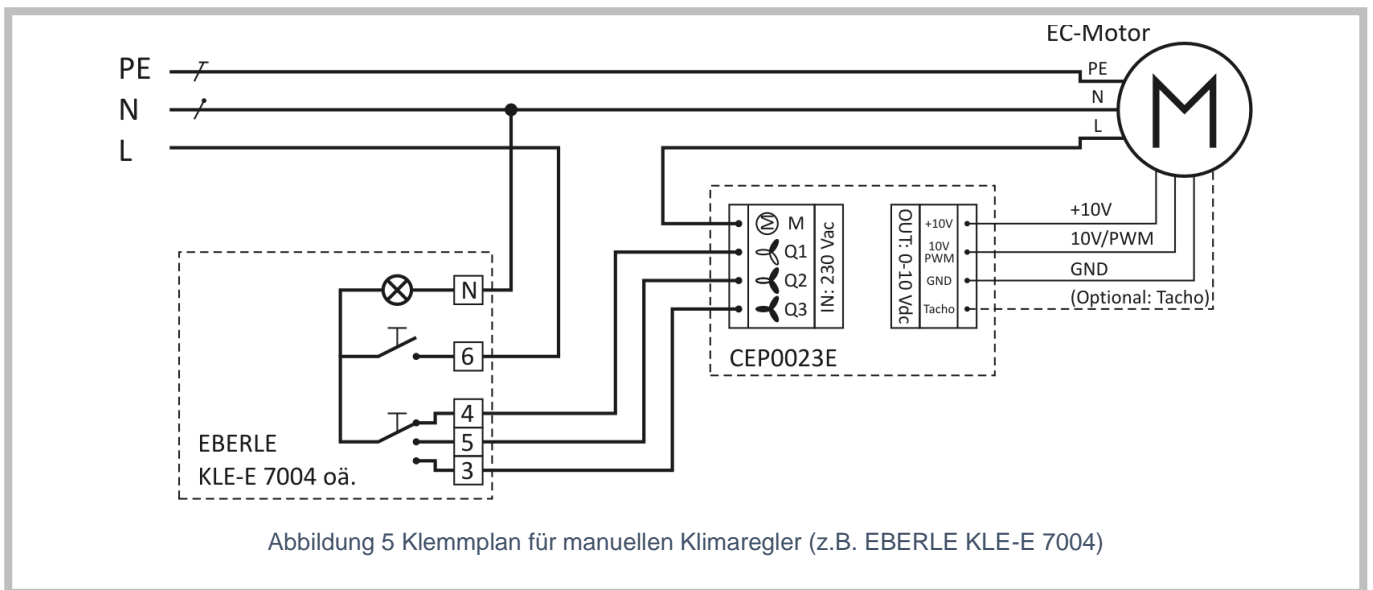 EC-Motor
PE
PE
N
N
L
L
M
+10V
10V/PWM
GND
(Optional: Tacho)
M M
Q1
Q2
Q3
IN: 230 Vac
OUT: 0-10 Vdc
+10V
10V
PWM
GND
Tacho
CEP0023E
N
6
4
5
3
EBERLE
KLE-E 7004 oä.
Abbildung 5 Klemmplan für manuellen Klimaregler (z.B. EBERLE KLE-E 7004)